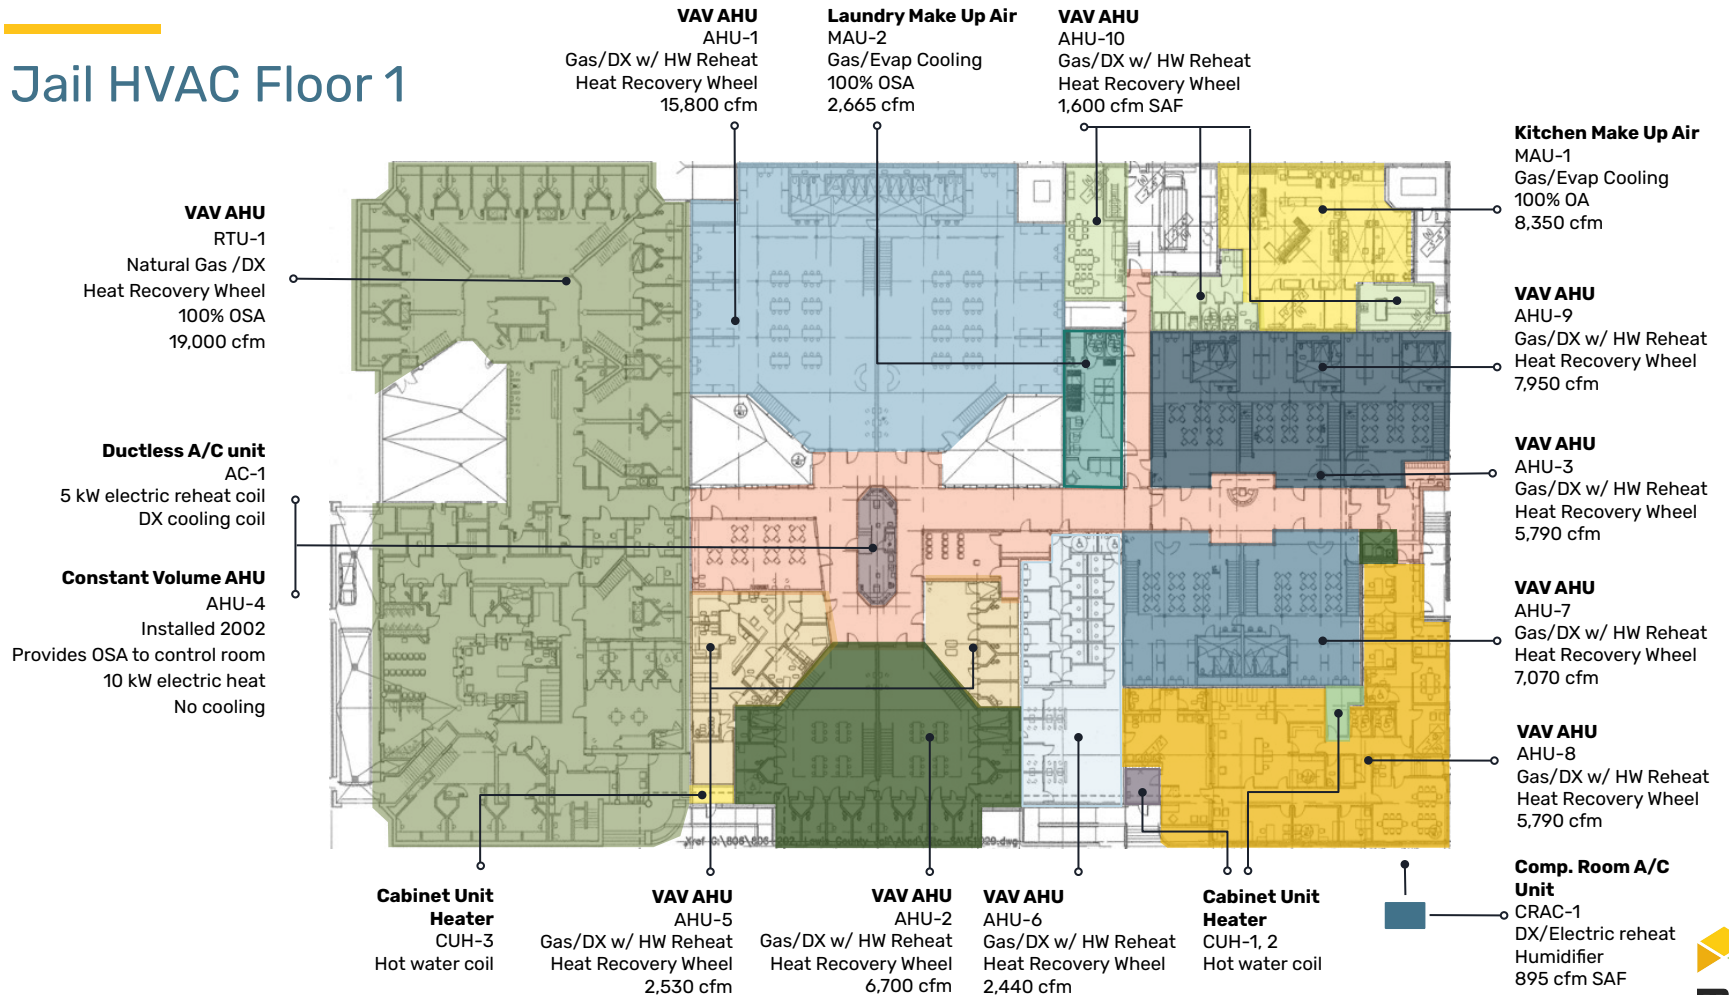 Jail HVAC Floor 1
VAV AHU
AHU-1
Gas/DX w/ HW Reheat
Heat Recovery Wheel
15,800 cfm
Laundry Make Up Air
MAU-2
Gas/Evap Cooling
100% OSA
2,665 cfm
VAV AHU
AHU-10
Gas/DX w/ HW Reheat
Heat Recovery Wheel
1,600 cfm SAF
Kitchen Make Up Air
MAU-1
Gas/Evap Cooling
100% OA
8,350 cfm
VAV AHU
RTU-1
Natural Gas /DX
Heat Recovery Wheel
100% OSA
19,000 cfm
VAV AHU
AHU-9
Gas/DX w/ HW Reheat
Heat Recovery Wheel
7,950 cfm
Ductless A/C unit
AC-1
5 kW electric reheat coil
DX cooling coil
VAV AHU
AHU-3
Gas/DX w/ HW Reheat
Heat Recovery Wheel
5,790 cfm
Constant Volume AHU
AHU-4
Installed 2002
Provides OSA to control room
10 kW electric heat
No cooling
VAV AHU
AHU-7
Gas/DX w/ HW Reheat
Heat Recovery Wheel
7,070 cfm
VAV AHU
AHU-8
Gas/DX w/ HW Reheat
Heat Recovery Wheel
5,790 cfm
Cabinet Unit
Heater
CUH-3
Hot water coil
VAV AHU
AHU-5
Gas/DX w/ HW Reheat
Heat Recovery Wheel
2,530 cfm
VAV AHU
AHU-2
Gas/DX w/ HW Reheat
Heat Recovery Wheel
6,700 cfm
VAV AHU
AHU-6
Gas/DX w/ HW Reheat
Heat Recovery Wheel
2,440 cfm
Cabinet Unit
Heater
CUH-1, 2
Hot water coil
Comp. Room A/C
Unit
CRAC-1
DX/Electric reheat
Humidifier
895 cfm SAF